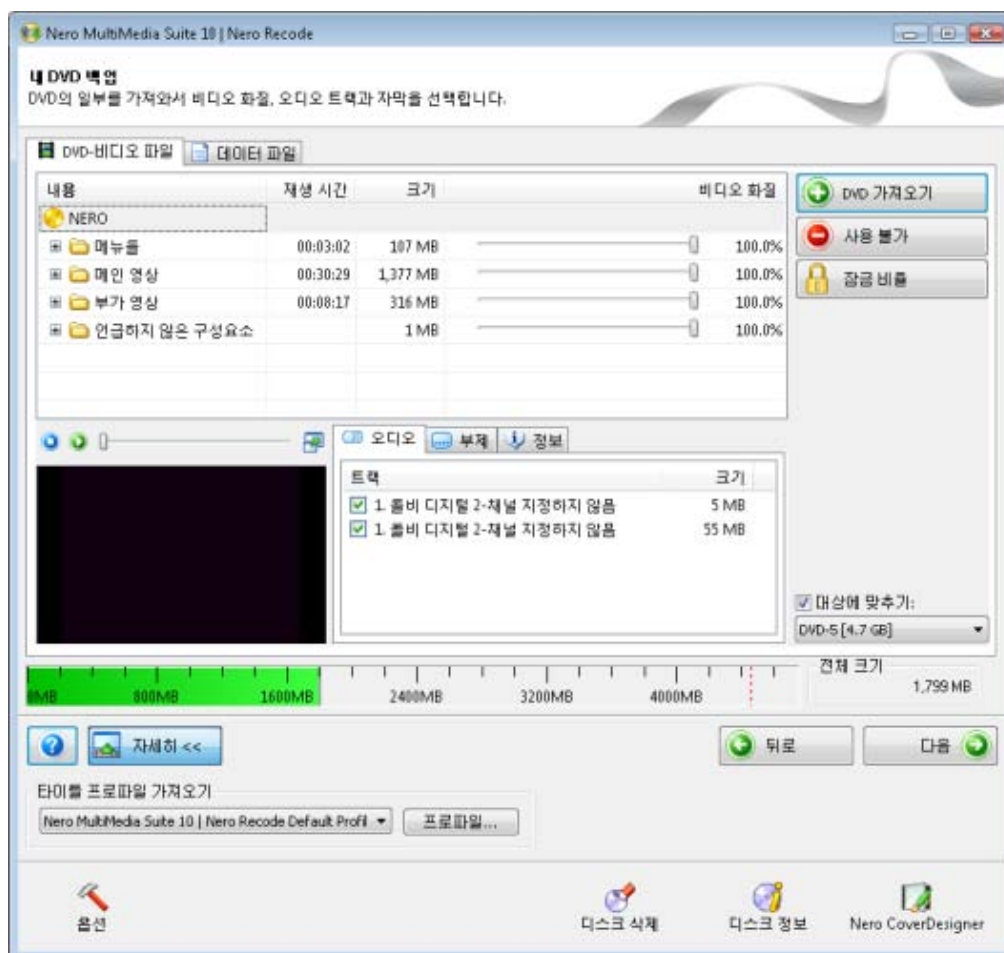 Nero MultiMedia Suite 10 | Nero Recode
내 DVD 백업
DVD의 일부를 가져와서 비디오 화질, 오디오 트랙과 자막을 선택합니다.
DVD-비디오 파일 데이터 파일
내용 재생 시간 크기 비디오 화질
NERO
메뉴들 00:03:02 107 MB 100.0%
메인 영상 00:30:29 1,377 MB 100.0%
부가 영상 00:08:17 316 MB 100.0%
언급하지 않은 구성요소 1 MB 100.0%
DVD 가져오기
사용 불가
잠금 비율
오디오 부제 정보
트랙 크기
1. 돌비 디지털 2-채널 지정하지 않음 5 MB
1. 돌비 디지털 2-채널 지정하지 않음 55 MB
대상에 맞추기:
DVD-5 [4.7 GB]
0MB 800MB 1600MB 2400MB 3200MB 4000MB
전체 크기
1,799 MB
자세히 <<
뒤로 다음
타이틀 프로파일 가져오기
Nero MultiMedia Suite 10 | Nero Recode Default Profil 프로파일...
옵션 디스크 삭제 디스크 정보 Nero CoverDesigner